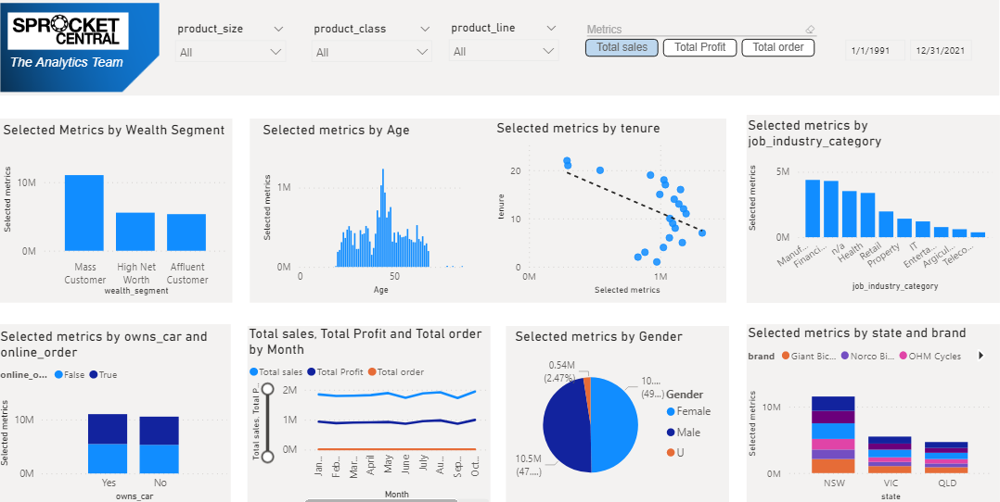 SPROCKET
CENTRAL
The Analytics Team
product_size
All
product_class
All
product_line
All
Metrics
Total sales
Total Profit
Total order
1/1/1991
12/31/2021
Selected Metrics by Wealth Segment
Selected metrics
10M
0M
Mass
Customer
High Net
Worth
Affluent
Customer
wealth_segment
Selected metrics by Age
Selected metrics
1M
0M
0
50
Age
Selected metrics by tenure
tenure
20
10
0
0M
1M
Selected metrics
Selected metrics by
job_industry_category
Selected metrics
5M
0M
Manuf...
Financi...
n/a
Health
Retail
Property
IT
Enterta...
Argicul...
Teleco...
job_industry_category
Selected metrics by owns_car and
online_order
online_o...
False
True
Selected metrics
10M
0M
Yes
No
owns_car
Total sales, Total Profit and Total order
by Month
Total sales
Total Profit
Total order
Total sales, Total P...
2M
1M
0M
Jan...
Feb...
Mar...
April
May
June
July
Au...
Sep...
Oct...
Month
Selected metrics by Gender
0.54M
(2.47%)
10....
(49...)
10.5M
(47....)
Gender
Female
Male
U
Selected metrics by state and brand
brand
Giant Bic...
Norco Bi...
OHM Cycles
Selected metrics
10M
0M
NSW
VIC
QLD
state